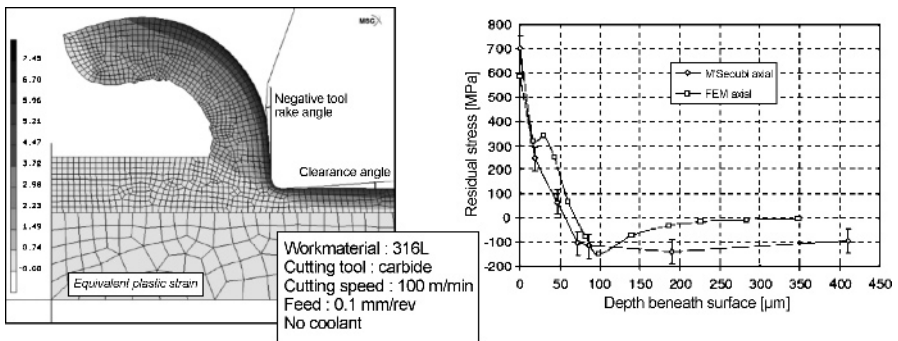 MSC
7.45
6.70
5.96
5.21
4.47
3.72
2.98
2.23
1.49
0.74
-0.00
Negative tool
rake angle
Clearance angle
Equivalent plastic strain
Workmaterial : 316L
Cutting tool : carbide
Cutting speed : 100 m/min
Feed : 0.1 mm/rev
No coolant
Residual stress [MPa]
800
700
600
500
400
300
200
100
0
-100
-200
M'Seoubi axial
FEM axial
0
50
100
150
200
250
300
350
400
450
Depth beneath surface [µm]